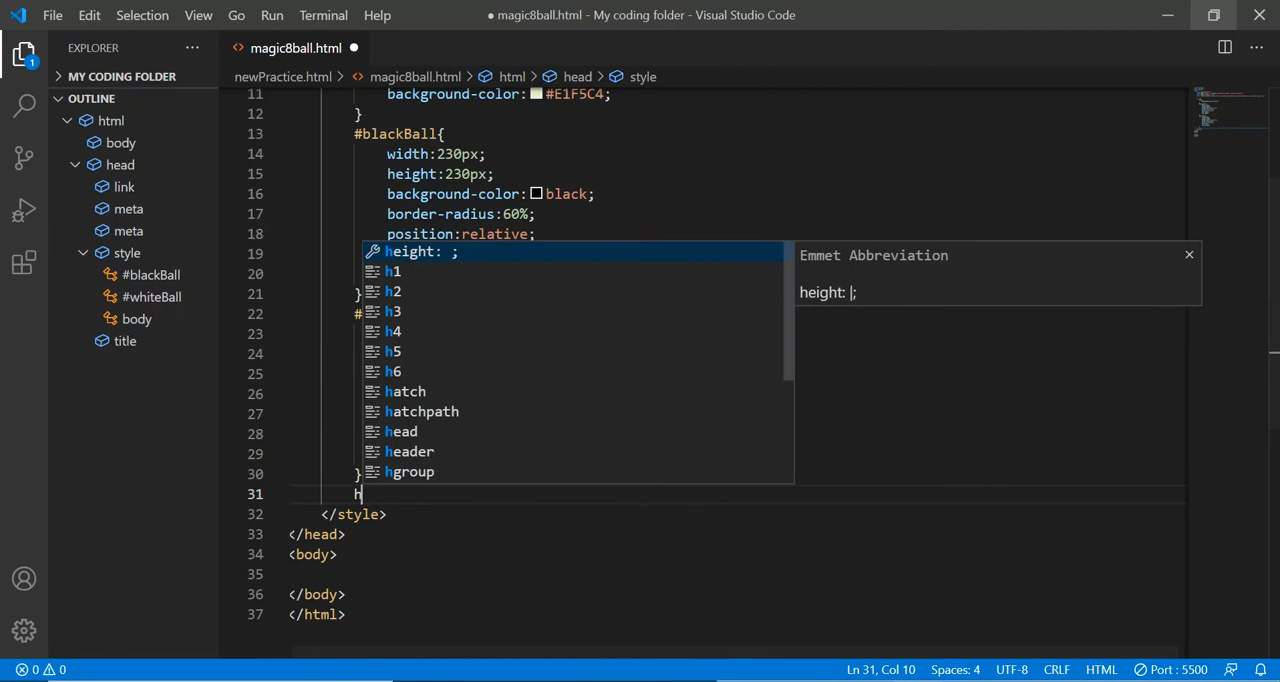 File Edit Selection View Go Run Terminal Help
● magic8ball.html - My coding folder - Visual Studio Code
EXPLORER ···
magic8ball.html ●
MY CODING FOLDER
newPractice.html > magic8ball.html > html > head > style
OUTLINE
html
body
head
link
meta
meta
style
#blackBall
#whiteBall
body
title
1
11 background-color: #E1F5C4;
12 }
13 #blackBall{
14 width:230px;
15 height:230px;
16 background-color: black;
17 border-radius:60%;
18 position:relative;
19
20
21 }
22 #
23
24
25
26
27
28
29
30 }
31 h
32 </style>
33 </head>
34 <body>
35
36 </body>
37 </html>
height: ;
h1
h2
h3
h4
h5
h6
hatch
hatchpath
head
header
hgroup
Emmet Abbreviation
height: |;
0 0
Ln 31, Col 10 Spaces: 4 UTF-8 CRLF HTML Port : 5500